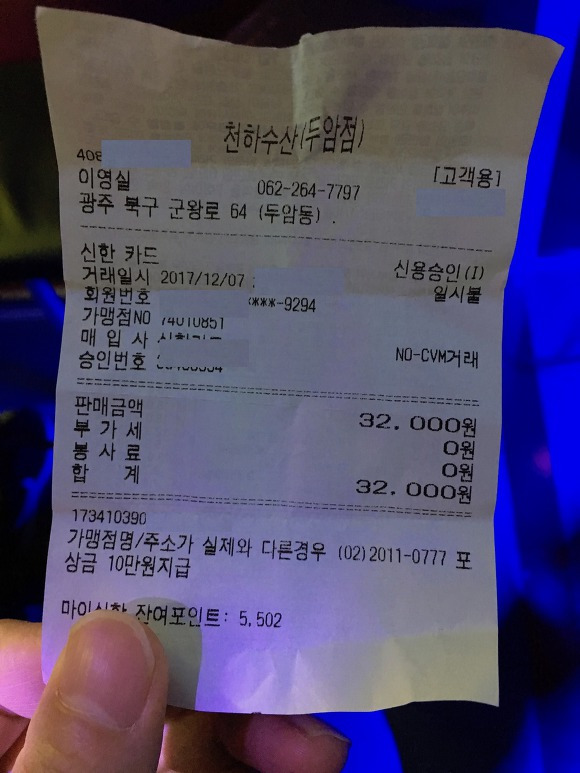 천하수산(두암점)
408
이영실 062-264-7797 [고객용]
광주 북구 군왕로 64 (두암동) .
신한 카드 신용승인(I)
거래일시 2017/12/07 : 일시불
회원번호 ***-9294
가맹점NO 74010851
매 입 사 NO-CVM거래
승인번호
판매금액 32,000원
부 가 세 0원
봉 사 료 0원
합 계 32,000원
173410390
가맹점명/주소가 실제와 다른경우 (02)2011-0777 포
상금 10만원지급
마이신한 잔여포인트: 5,502